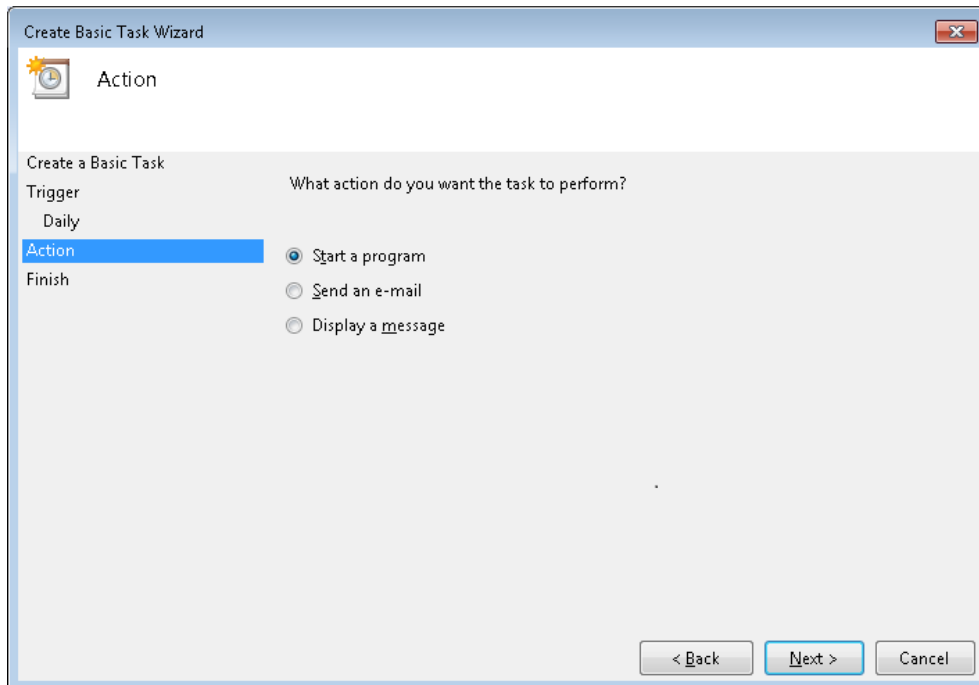 Create Basic Task Wizard
Action
Create a Basic Task
Trigger
Daily
Action
Finish
What action do you want the task to perform?
Start a program
Send an e-mail
Display a message
< Back
Next >
Cancel